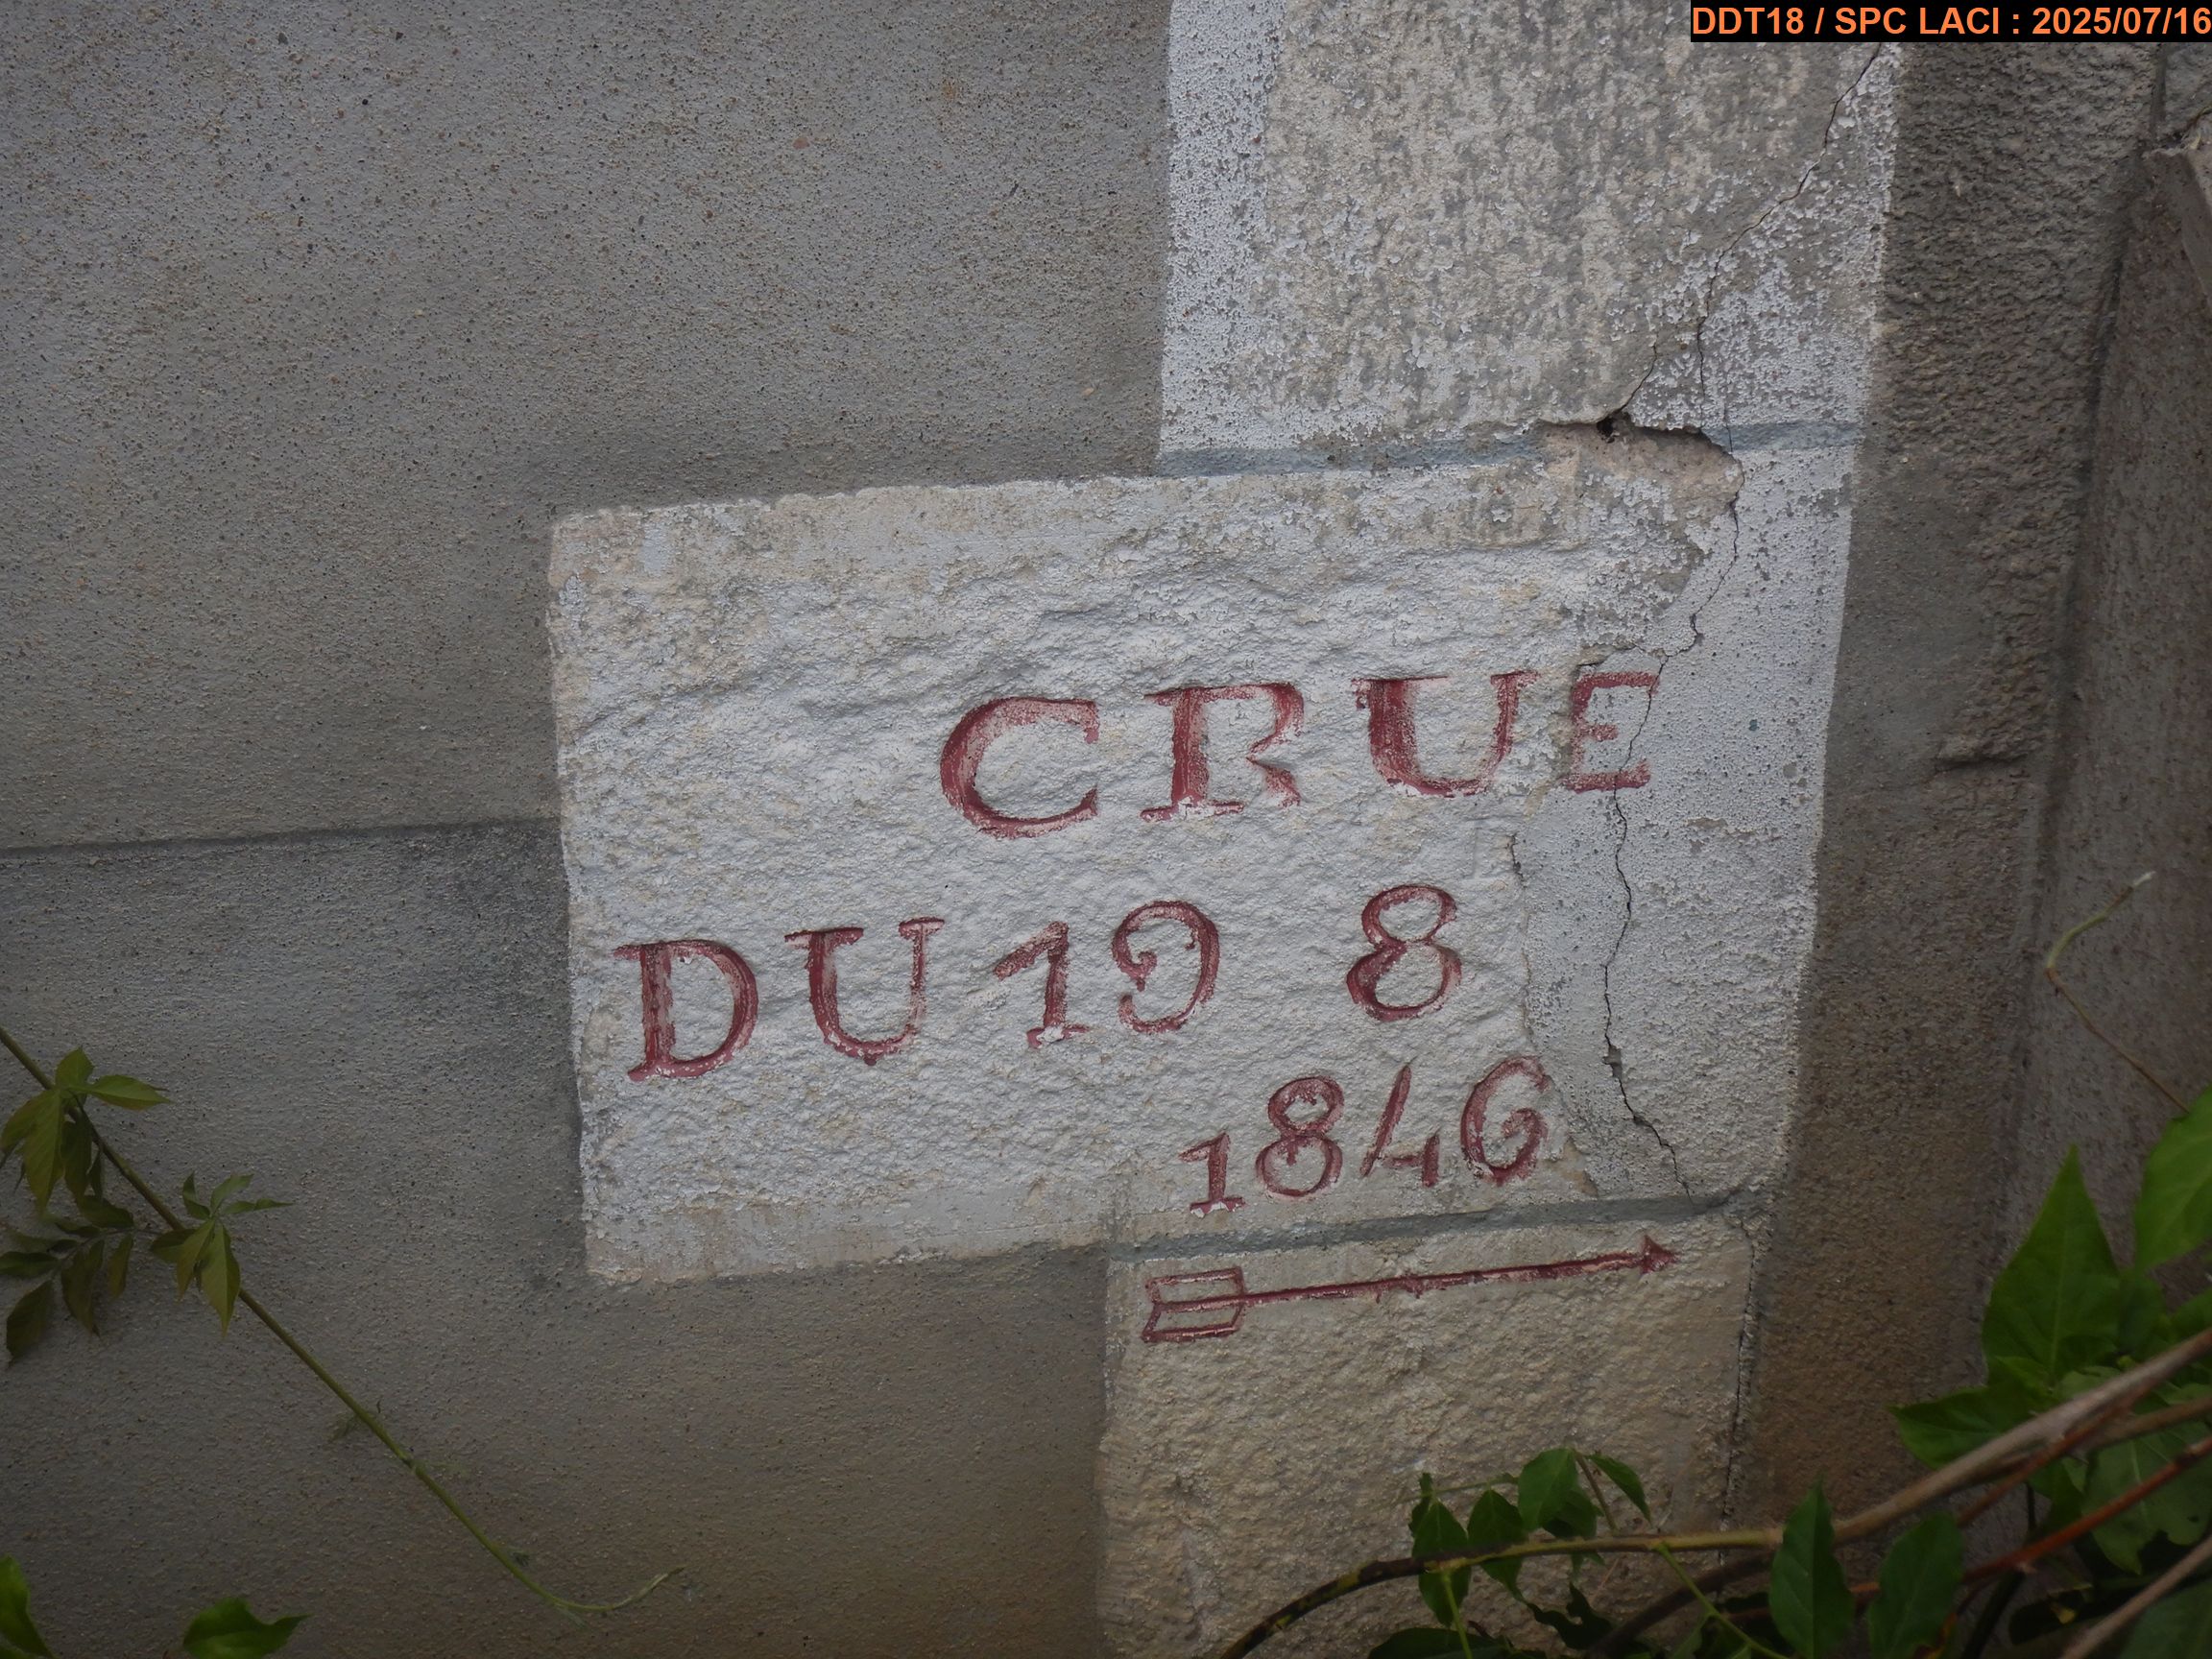 DDT18 / SPC LACI : 2025/07/16
CRUE
DU 19 8
1846